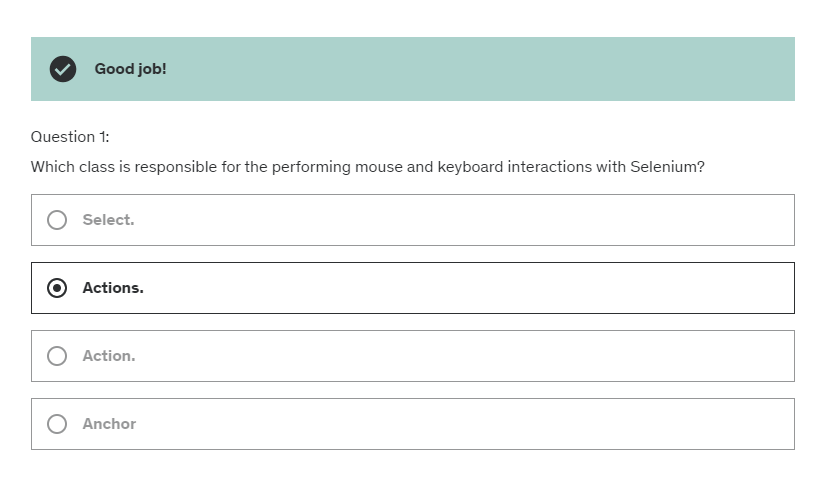 Good job!
Question 1:
Which class is responsible for the performing mouse and keyboard interactions with Selenium?
Select.
Actions.
Action.
Anchor